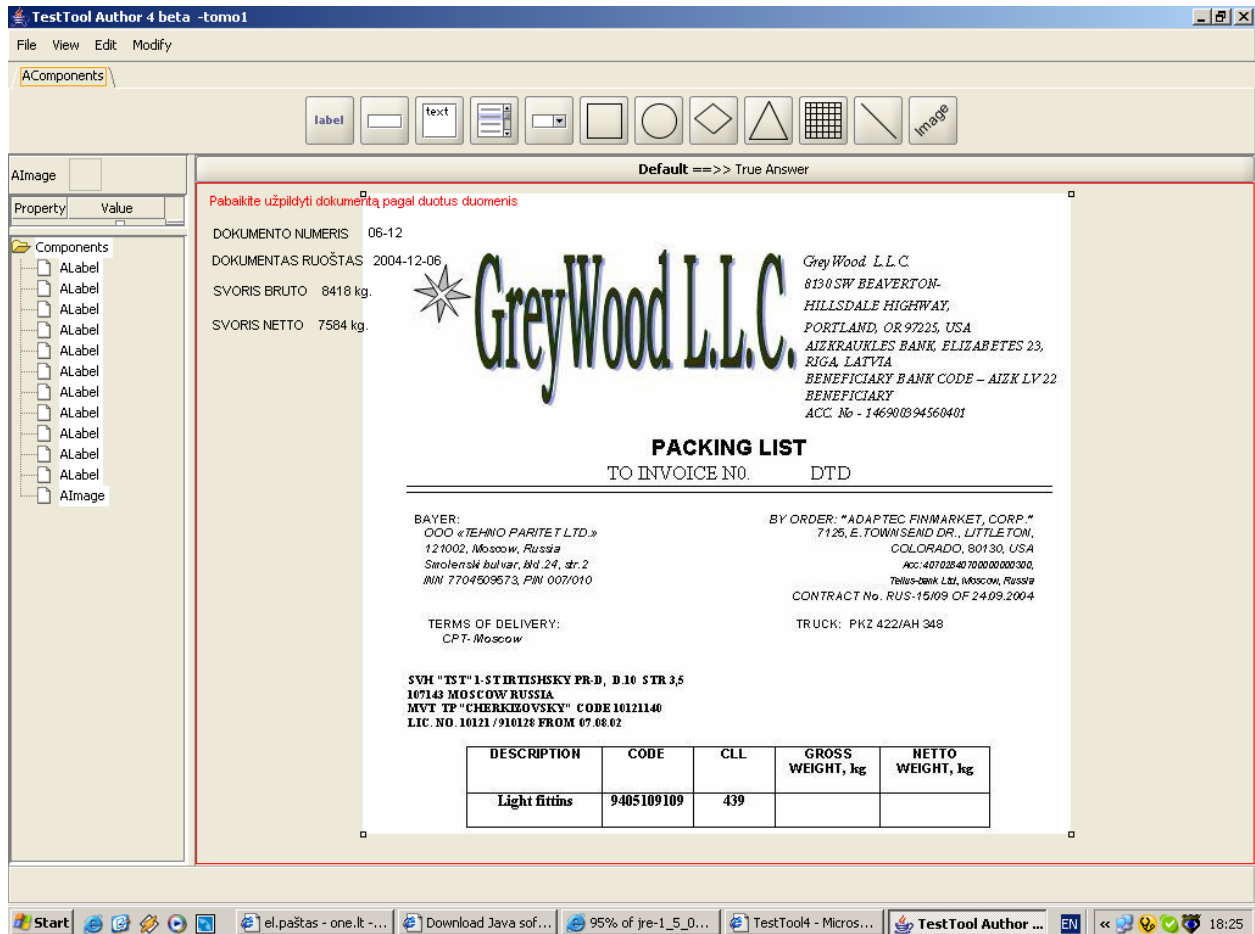 TestTool Author 4 beta -tomo1
File View Edit Modify
AComponents
label
text
Image
AImage
Default ==>> True Answer
Property Value
Components
ALabel
ALabel
ALabel
ALabel
ALabel
ALabel
ALabel
ALabel
ALabel
ALabel
ALabel
AImage
Pabaikite užpildyti dokumentą pagal duotus duomenis
DOKUMENTO NUMERIS 06-12
DOKUMENTAS RUOŠTAS 2004-12-06
SVORIS BRUTO 8418 kg.
SVORIS NETTO 7584 kg.
GreyWood L.L.C.
Grey Wood L.L.C.
8130 SW BEAVERTON-
HILLSDALE HIGHWAY,
PORTLAND, OR 97225, USA
AIZKRAUKLES BANK, ELIZABETES 23,
RIGA, LATVIA
BENEFICIARY BANK CODE – AIZK LV 22
BENEFICIARY
ACC. No - 146900394560401
PACKING LIST
TO INVOICE N0. DTD
BAYER:
OOO «TEHNO PARITET LTD.»
121002, Moscow, Russia
Smolenski bulvar, bld.24, str.2
INN 7704509573, PIN 007/010
BY ORDER: "ADAPTEC FINMARKET, CORP."
7125, E.TOWNSEND DR., LITTLETON,
COLORADO, 80130, USA
Acc:40702840700000000300,
Tellus-bank Ltd, Moscow, Russia
CONTRACT No. RUS-15/09 OF 24.09.2004
TERMS OF DELIVERY:
CPT- Moscow
TRUCK: PKZ 422/AH 348
SVH "TST" 1-ST IRTISHSKY PR-D, D.10 STR 3,5
107143 MOSCOW RUSSIA
MVT TP "CHERKIZOVSKY" CODE 10121140
LIC. NO. 10121 /910128 FROM 07.08.02
DESCRIPTION CODE CLL GROSS WEIGHT, kg NETTO WEIGHT, kg
Light fittins 9405109109 439
Start
el.paštas - one.lt -...
Download Java sof...
95% of jre-1_5_0...
TestTool4 - Micros...
TestTool Author ...
EN
18:25